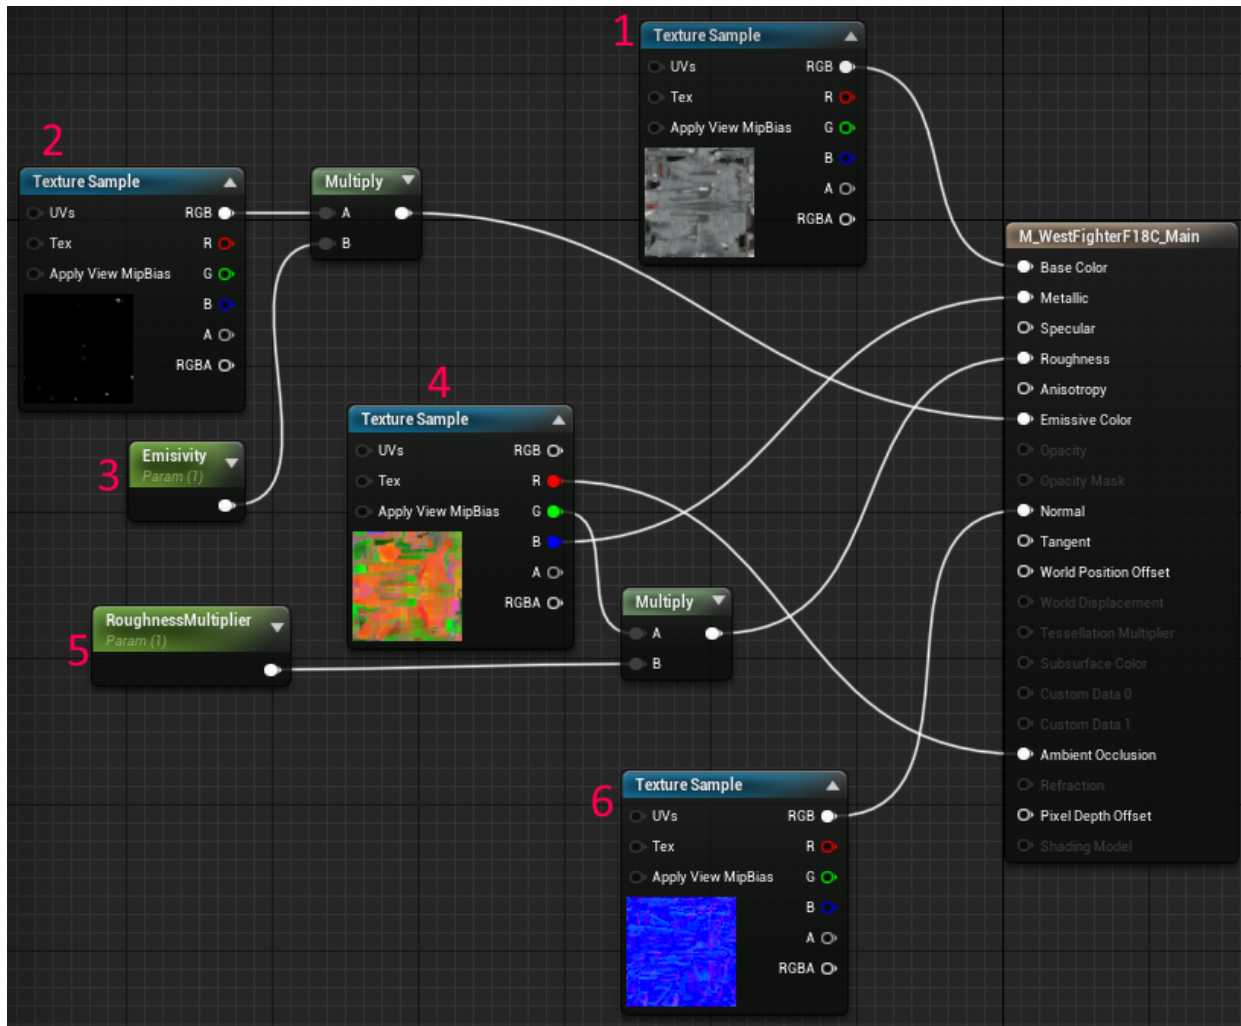 1
Texture Sample
UVs RGB
Tex R
Apply View MipBias G
B
A
RGBA
2
Texture Sample
UVs RGB
Tex R
Apply View MipBias G
B
A
RGBA
Multiply
A
B
3
Emisivity
Param (1)
4
Texture Sample
UVs RGB
Tex R
Apply View MipBias G
B
A
RGBA
5
RoughnessMultiplier
Param (1)
Multiply
A
B
6
Texture Sample
UVs RGB
Tex R
Apply View MipBias G
B
A
RGBA
M_WestFighterF18C_Main
Base Color
Metallic
Specular
Roughness
Anisotropy
Emissive Color
Opacity
Opacity Mask
Normal
Tangent
World Position Offset
World Displacement
Tessellation Multiplier
Subsurface Color
Custom Data 0
Custom Data 1
Ambient Occlusion
Refraction
Pixel Depth Offset
Shading Model